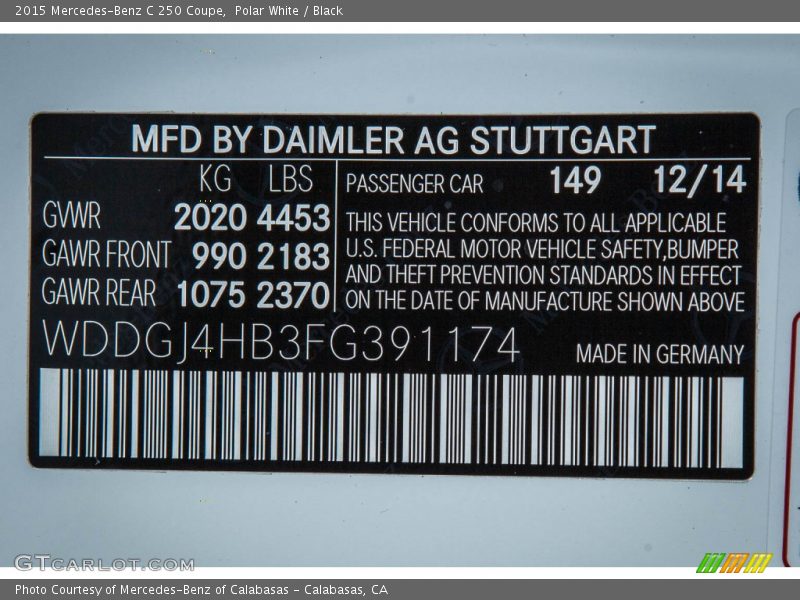 2015 Mercedes-Benz C 250 Coupe,  Polar White / Black
MFD BY DAIMLER AG STUTTGART
KG LBS
GVWR 2020 4453
GAWR FRONT 990 2183
GAWR REAR 1075 2370
PASSENGER CAR 149 12/14
THIS VEHICLE CONFORMS TO ALL APPLICABLE
U.S. FEDERAL MOTOR VEHICLE SAFETY,BUMPER
AND THEFT PREVENTION STANDARDS IN EFFECT
ON THE DATE OF MANUFACTURE SHOWN ABOVE
WDDGJ4HB3FG391174
MADE IN GERMANY
GTCARLOT.COM
Photo Courtesy of Mercedes-Benz of Calabasas - Calabasas, CA